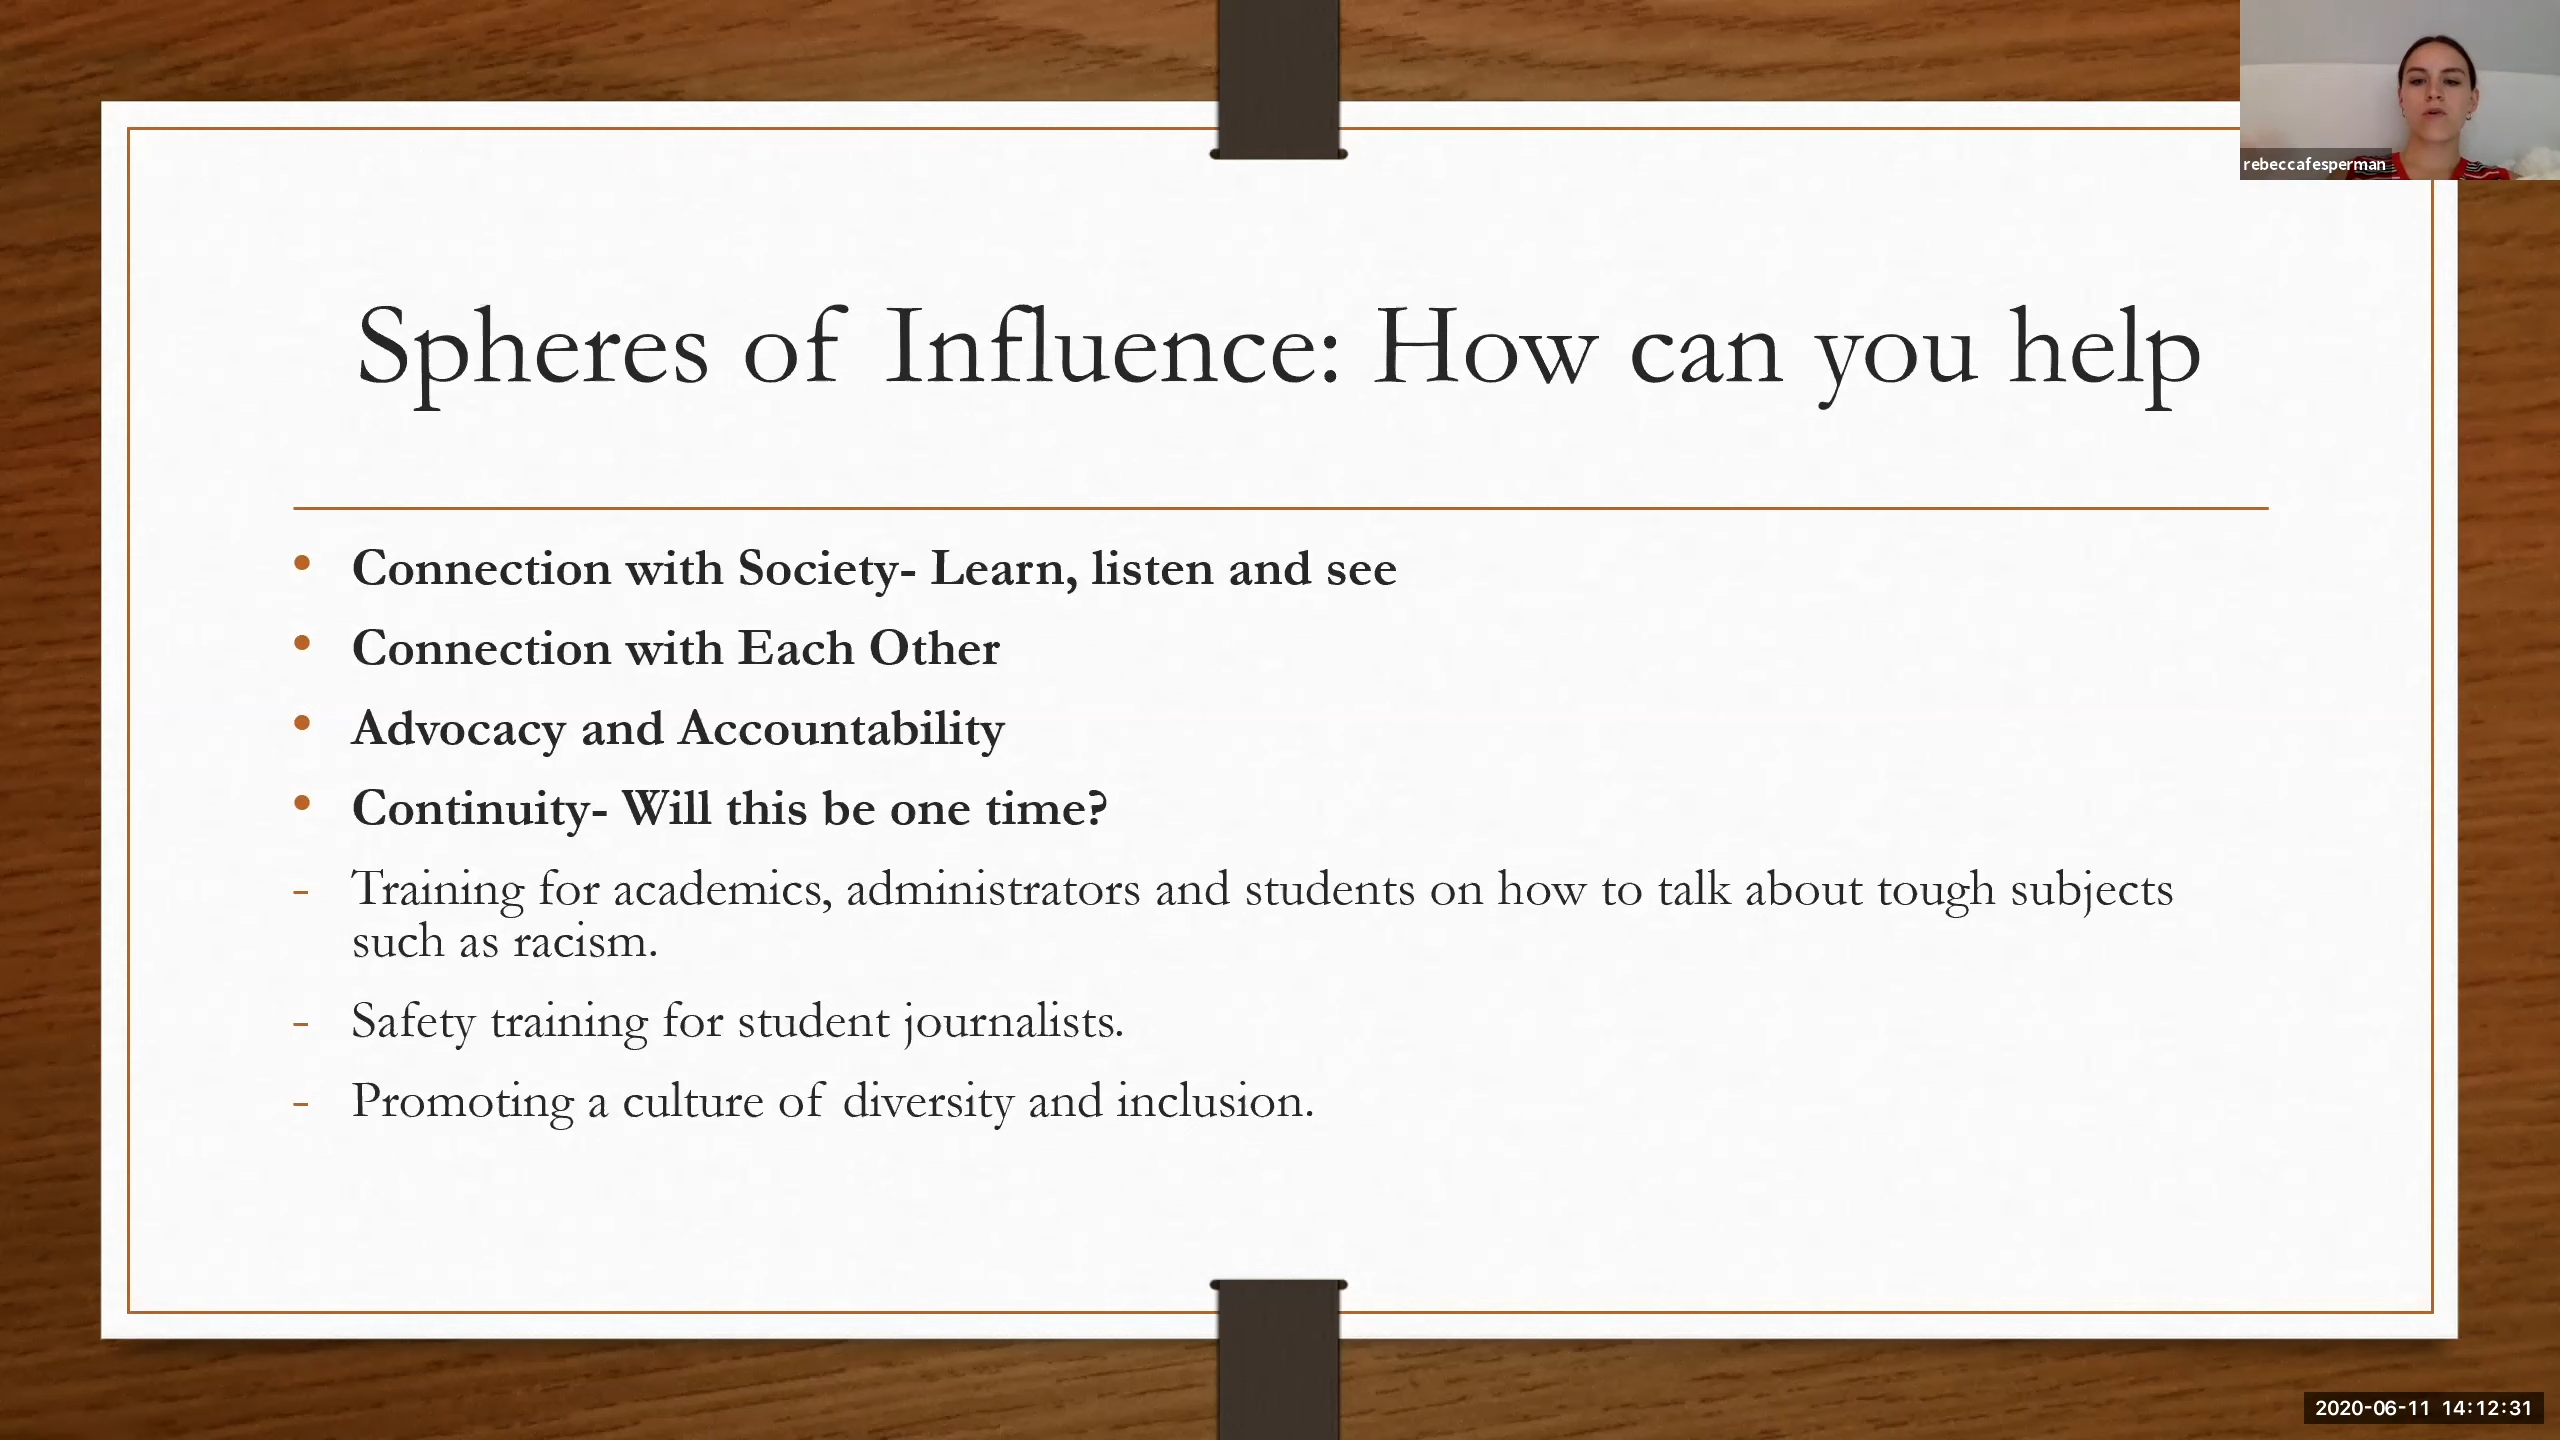 rebeccafesperman
Spheres of Influence: How can you help
• Connection with Society- Learn, listen and see
• Connection with Each Other
• Advocacy and Accountability
• Continuity- Will this be one time?
- Training for academics, administrators and students on how to talk about tough subjects
such as racism.
- Safety training for student journalists.
- Promoting a culture of diversity and inclusion.
2020-06-11 14:12:31